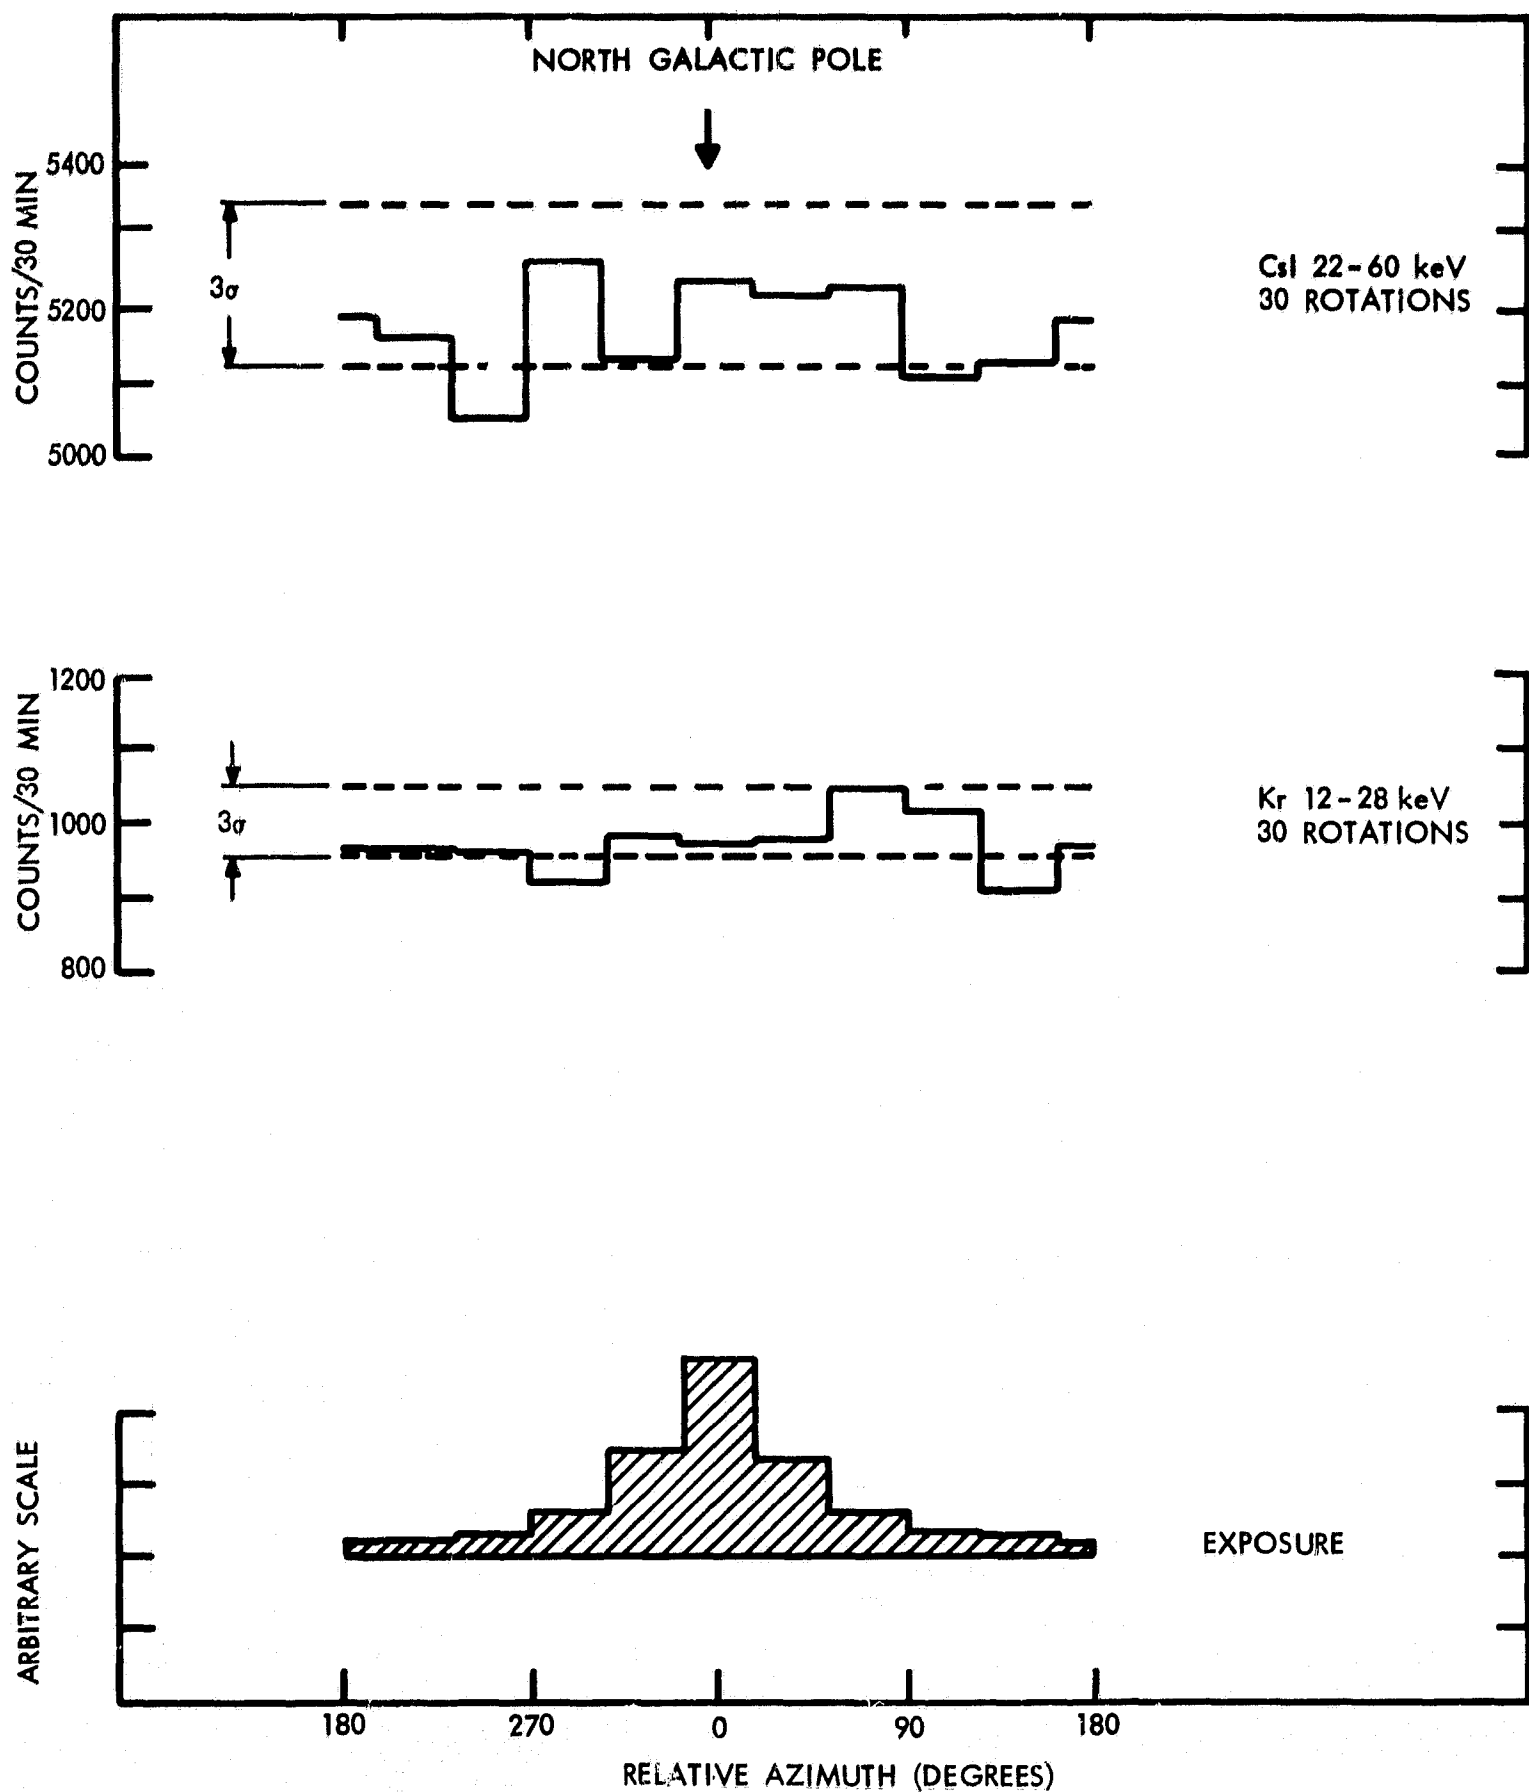 NORTH GALACTIC POLE
5400
5200
5000
COUNTS/30 MIN
3σ
CsI 22-60 keV
30 ROTATIONS
1200
1000
800
COUNTS/30 MIN
3σ
Kr 12-28 keV
30 ROTATIONS
ARBITRARY SCALE
EXPOSURE
180 270 0 90 180
RELATIVE AZIMUTH (DEGREES)